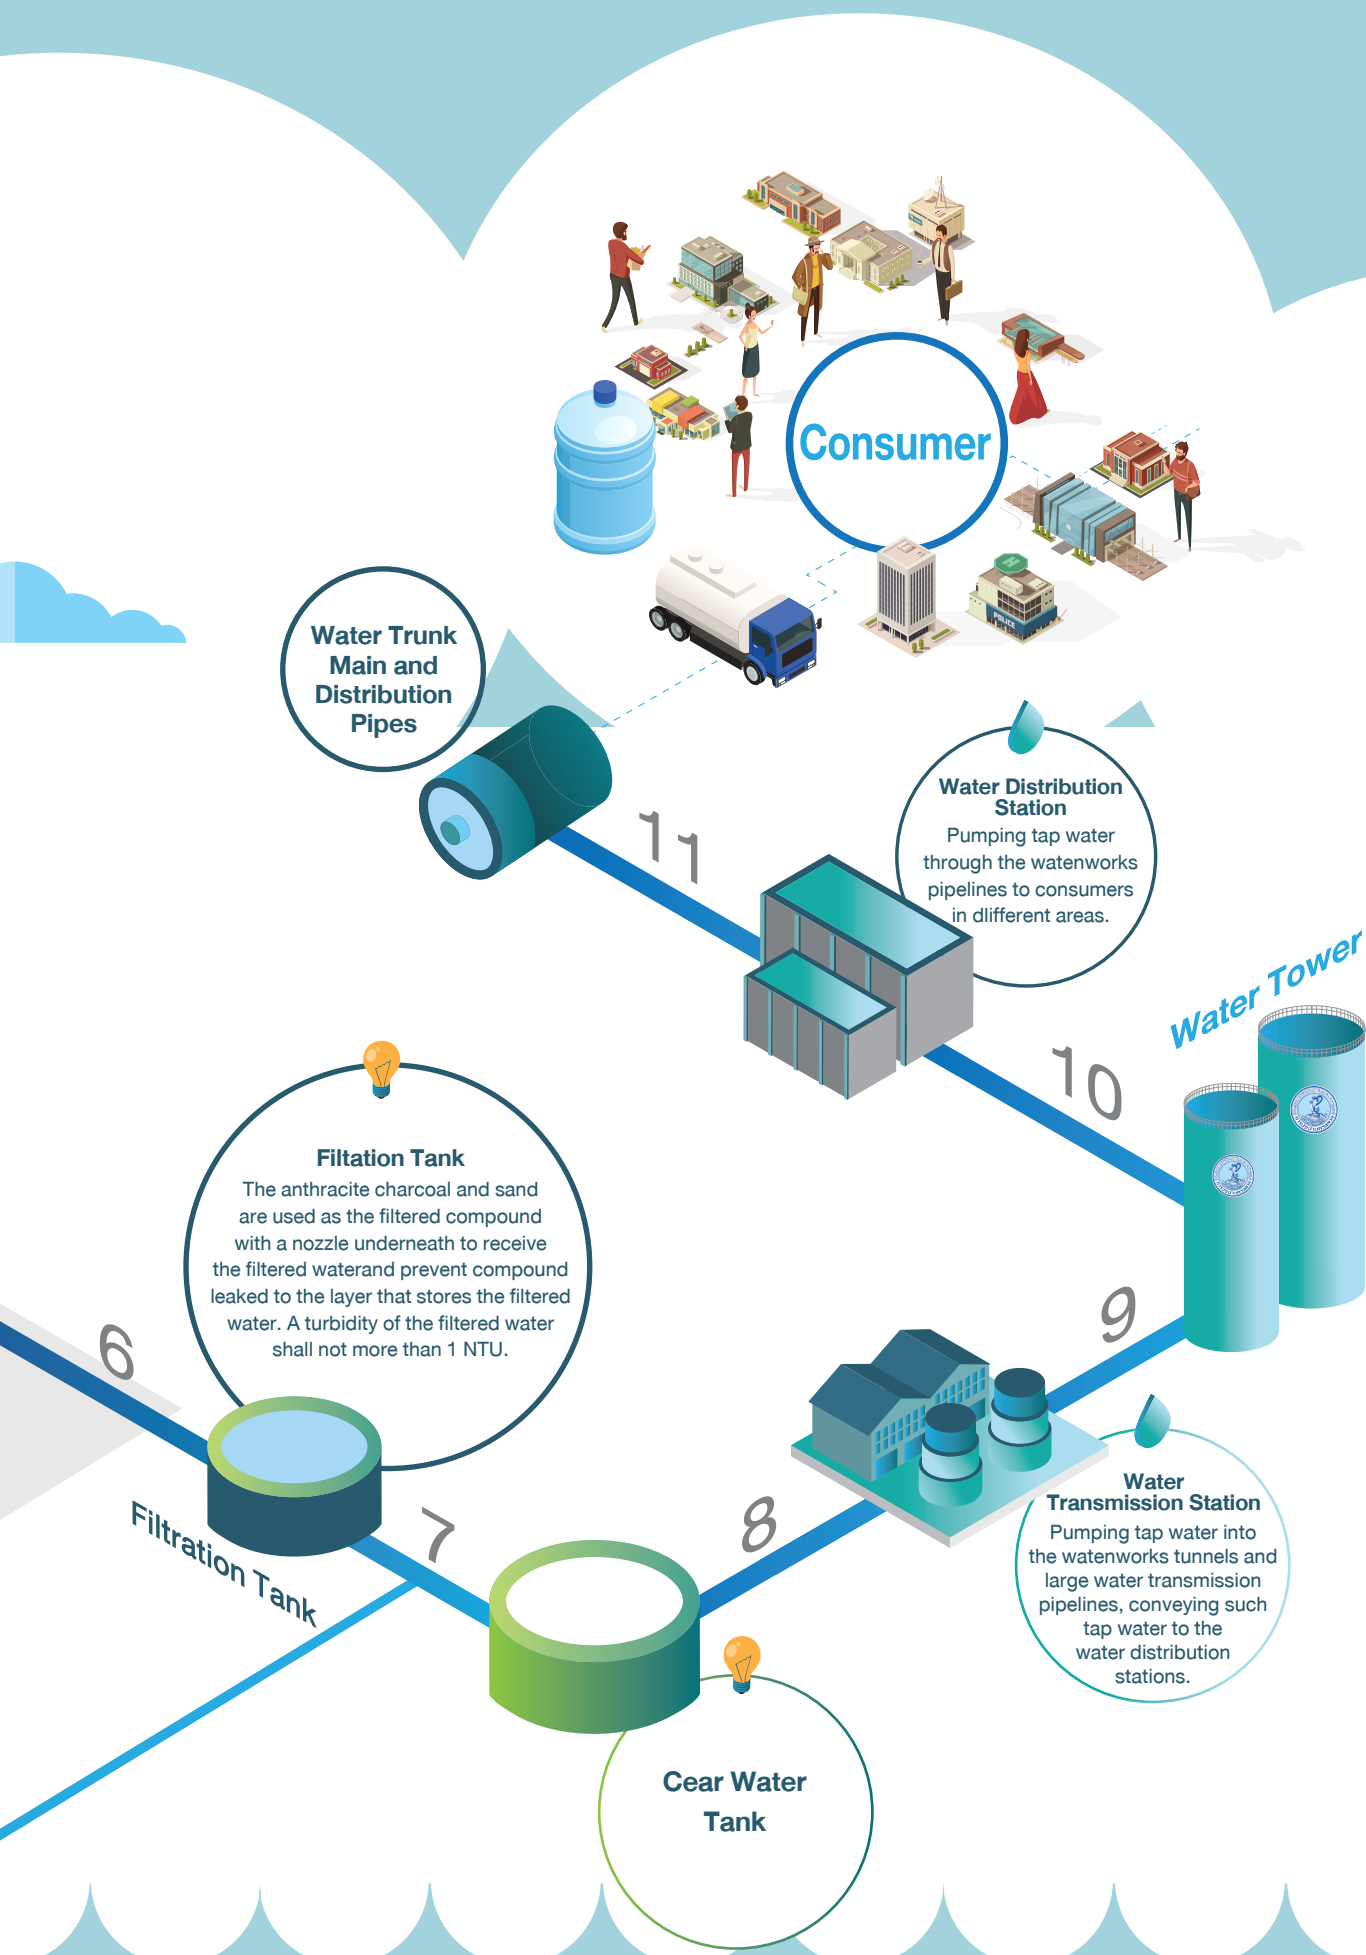 Consumer
Water Trunk
Main and
Distribution
Pipes
11
Water Distribution
Station
Pumping tap water
through the watenworks
pipelines to consumers
in dlifferent areas.
Water Tower
10
POLICE
H
Filtation Tank
The anthracite charcoal and sand
are used as the filtered compound
with a nozzle underneath to receive
the filtered waterand prevent compound
leaked to the layer that stores the filtered
water. A turbidity of the filtered water
shall not more than 1 NTU.
6
9
Filtration Tank
7
8
Water
Transmission Station
Pumping tap water into
the watenworks tunnels and
large water transmission
pipelines, conveying such
tap water to the
water distribution
stations.
Cear Water
Tank